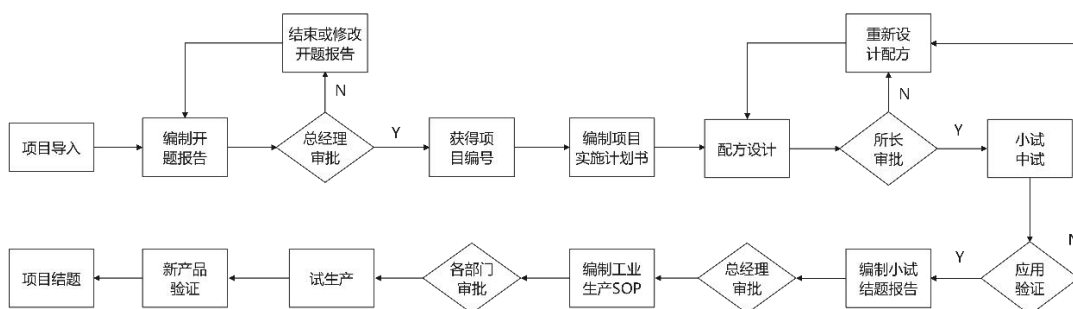 结束或修改
开题报告
重新设
计配方
N
N
项目导入
编制开
题报告
总经理
审批
Y
获得项
目编号
编制项目
实施计划书
配方设计
所长
审批
Y
小试
中试
N
项目结题
新产品
验证
试生产
各部门
审批
编制工业
生产SOP
总经理
审批
编制小试
结题报告
Y
应用
验证